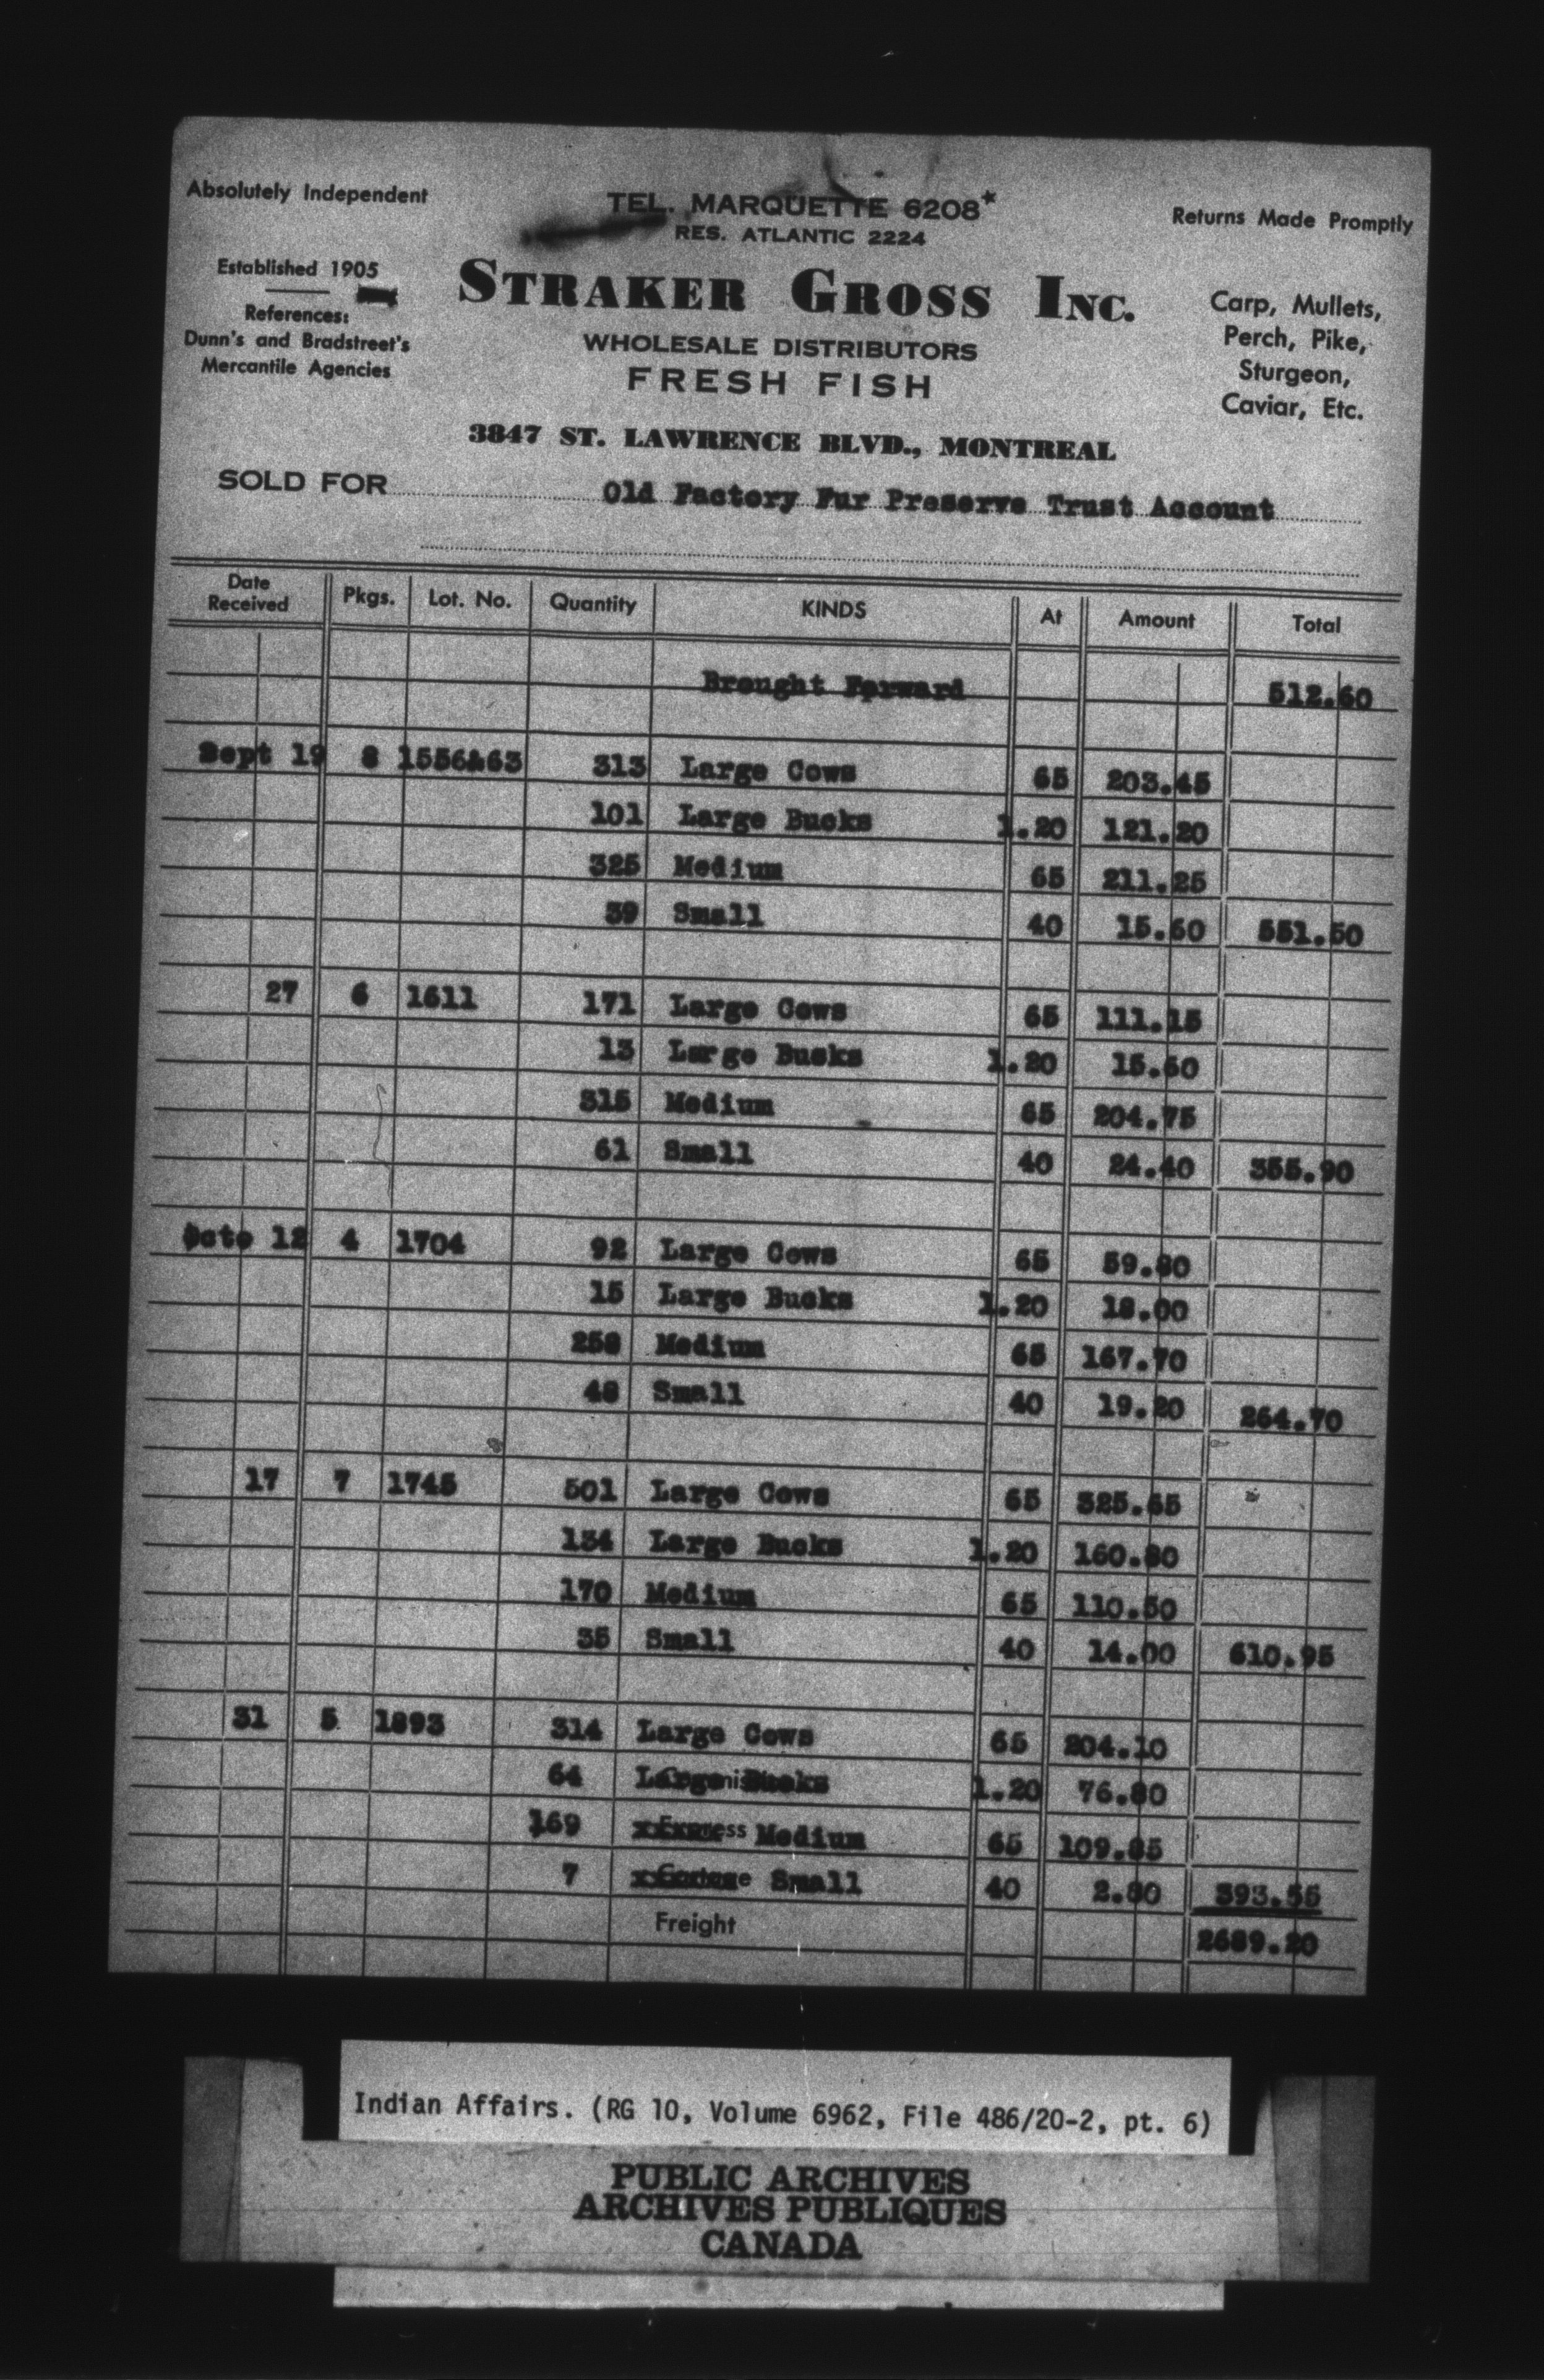 Absolutely Independent
TEL. MARQUETTE 6208*
RES. ATLANTIC 2224
Returns Made Promptly
Established 1905
References:
Dunn's and Bradstreet's
Mercantile Agencies
STRAKER GROSS INC.
WHOLESALE DISTRIBUTORS
FRESH FISH
3847 ST. LAWRENCE BLVD., MONTREAL
Carp, Mullets,
Perch, Pike,
Sturgeon,
Caviar, Etc.
SOLD FOR Old Factory Fur Preserve Trust Account
Date Received Pkgs. Lot. No. Quantity KINDS At Amount Total
Brought Forward 512.60
Sept 19 8 1556&63 313 Large Cows 65 203.45
101 Large Bucks 1.20 121.20
325 Medium 65 211.25
39 Small 40 15.60 551.50
27 6 1611 171 Large Cows 65 111.15
13 Large Bucks 1.20 15.60
315 Medium 65 204.75
61 Small 40 24.40 355.90
Octo 12 4 1704 92 Large Cows 65 59.80
15 Large Bucks 1.20 18.00
258 Medium 65 167.70
48 Small 40 19.20 264.70
17 7 1745 501 Large Cows 65 325.65
134 Large Bucks 1.20 160.80
170 Medium 65 110.50
35 Small 40 14.00 610.95
31 5 1893 314 Large Cows 65 204.10
64 Large Bucks 1.20 76.80
169 Express Medium 65 109.85
7 Cartage Small 40 2.80 393.55
Freight 2689.20
Indian Affairs. (RG 10, Volume 6962, File 486/20-2, pt. 6)
PUBLIC ARCHIVES
ARCHIVES PUBLIQUES
CANADA